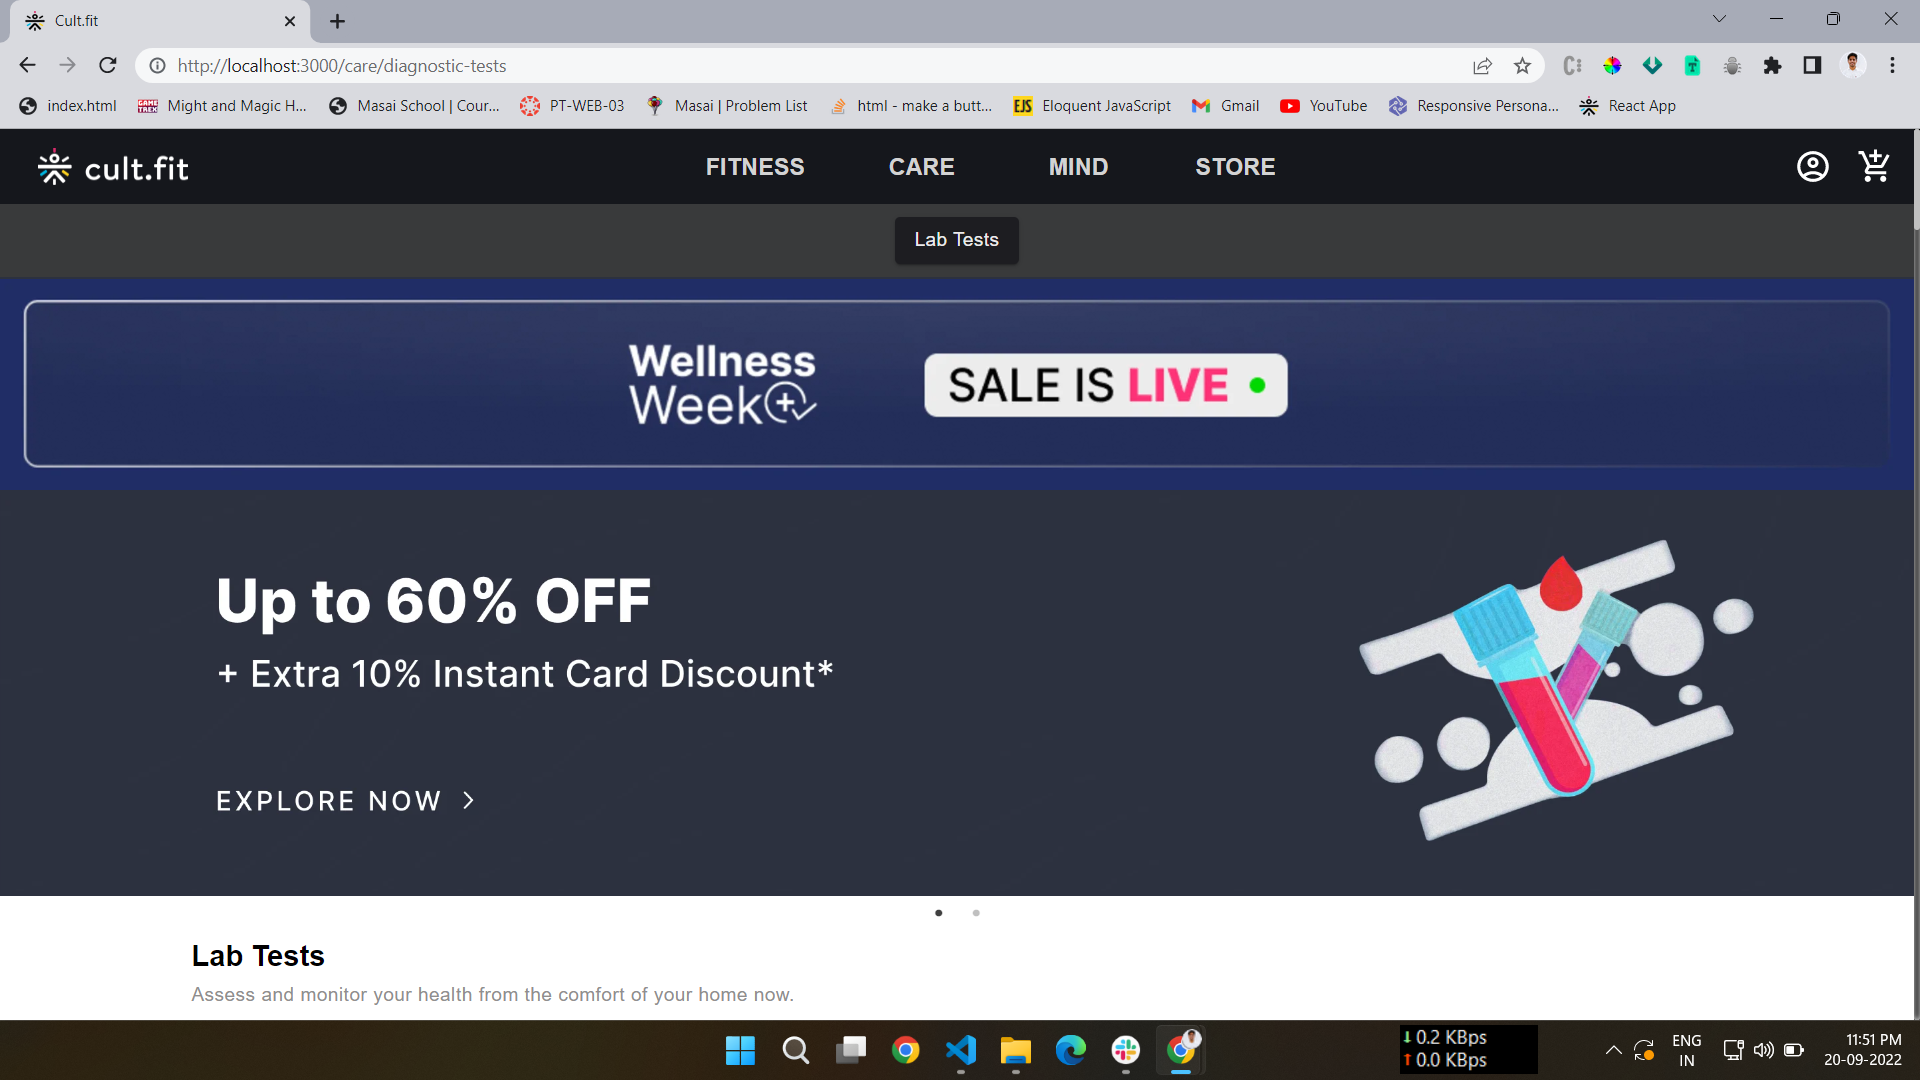 Cult.fit
http://localhost:3000/care/diagnostic-tests
index.html
Might and Magic H...
Masai School | Cour...
PT-WEB-03
Masai | Problem List
html - make a butt...
EJS
Eloquent JavaScript
Gmail
YouTube
Responsive Persona...
React App
cult.fit
FITNESS
CARE
MIND
STORE
Lab Tests
Wellness
Week
SALE IS LIVE
Up to 60% OFF
+ Extra 10% Instant Card Discount*
EXPLORE NOW
Lab Tests
Assess and monitor your health from the comfort of your home now.
0.2 KBps
0.0 KBps
ENG
IN
11:51 PM
20-09-2022